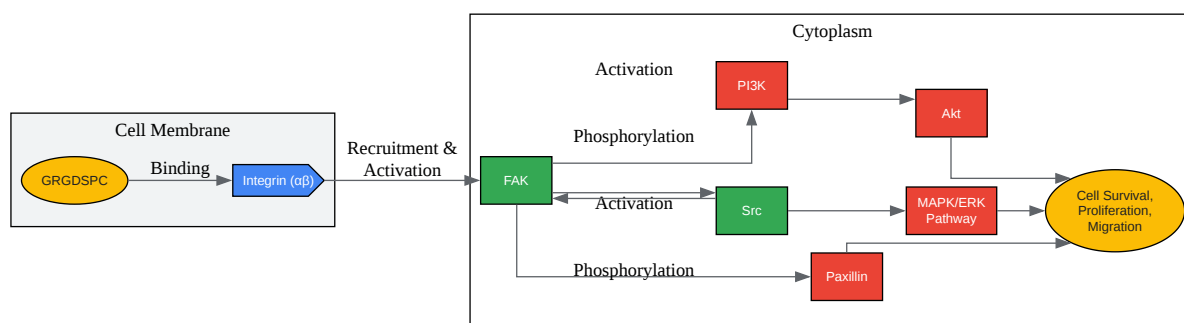 Cytoplasm
Activation
PI3K
Akt
Cell Membrane
Phosphorylation
Recruitment &
Activation
Binding
GRGDSPC
Integrin (αβ)
FAK
Activation
Src
MAPK/ERK
Pathway
Cell Survival,
Proliferation,
Migration
Phosphorylation
Paxillin